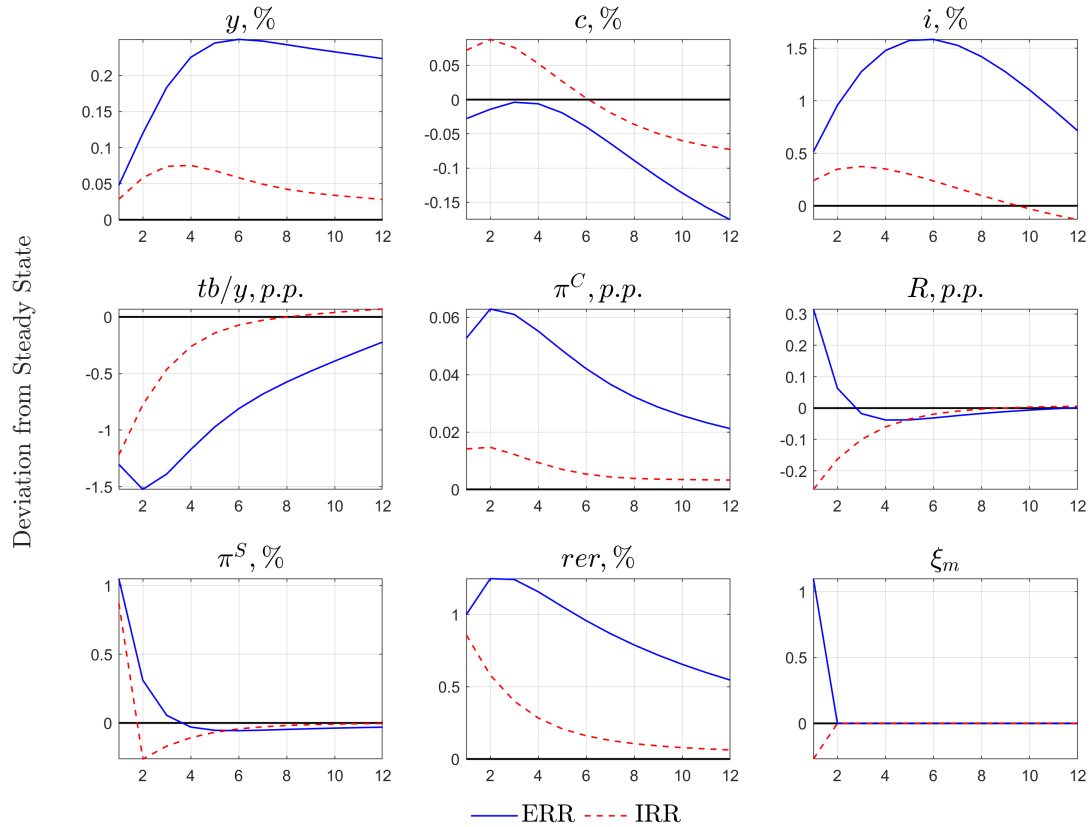 y, %
c, %
i, %
0.2
0.15
0.1
0.05
0
2 4 6 8 10 12
0.05
0
-0.05
-0.1
-0.15
2 4 6 8 10 12
1.5
1
0.5
0
2 4 6 8 10 12
Deviation from Steady State
tb/y, p.p.
π^C, p.p.
R, p.p.
0
-0.5
-1
-1.5
2 4 6 8 10 12
0.06
0.04
0.02
0
2 4 6 8 10 12
0.3
0.2
0.1
0
-0.1
-0.2
2 4 6 8 10 12
π^S, %
rer, %
ξ_m
1
0.5
0
2 4 6 8 10 12
1
0.5
0
2 4 6 8 10 12
1
0.5
0
2 4 6 8 10 12
ERR IRR